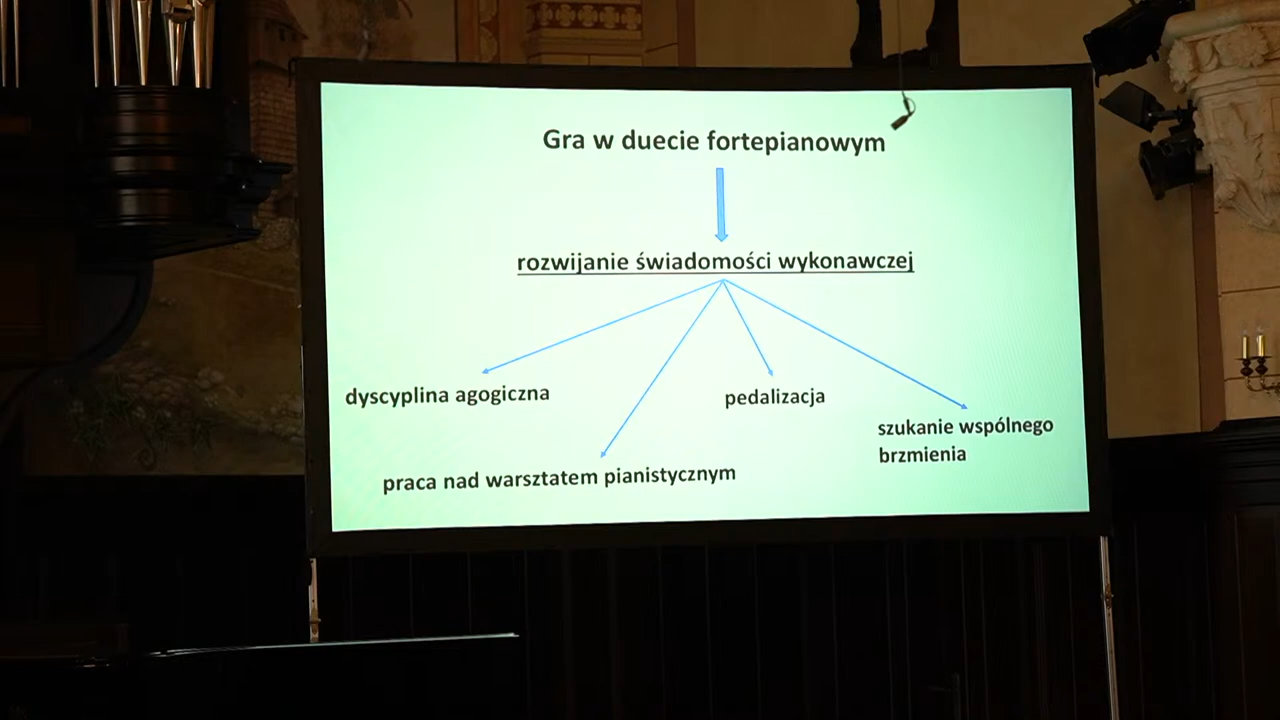 Gra w duecie fortepianowym
rozwijanie świadomości wykonawczej
dyscyplina agogiczna
pedalizacja
szukanie wspólnego
brzmienia
praca nad warsztatem pianistycznym